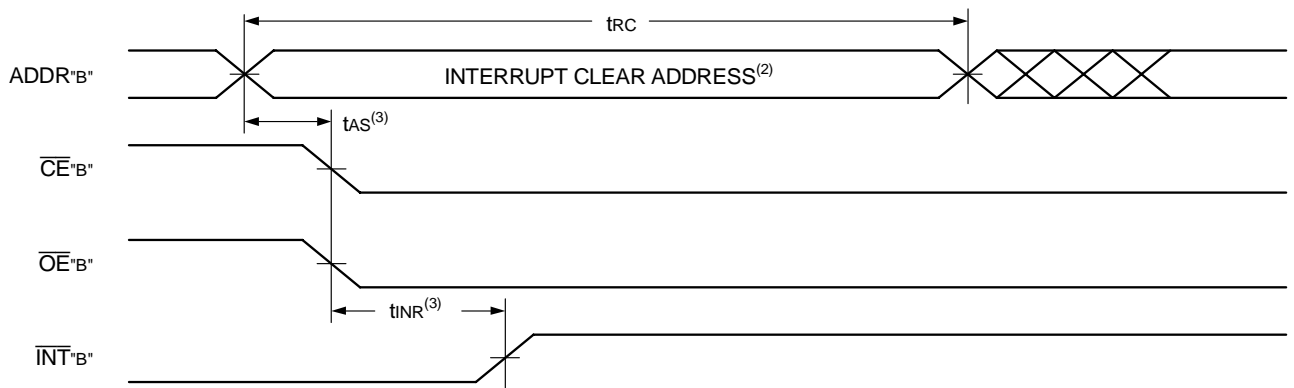 tRC
ADDR"B"
INTERRUPT CLEAR ADDRESS(2)
tAS(3)
CE"B"
OE"B"
tINR(3)
INT"B"